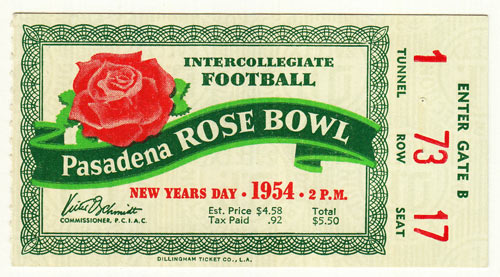 INTERCOLLEGIATE
FOOTBALL
Pasadena ROSE BOWL
NEW YEARS DAY • 1954 • 2 P.M.
Victor O. Schmidt
COMMISSIONER, P. C. I. A. C.
Est. Price $4.58
Tax Paid .92
Total
$5.50
DILLINGHAM TICKET CO., L.A.
TUNNEL 1
ROW 73
SEAT 17
ENTER GATE B